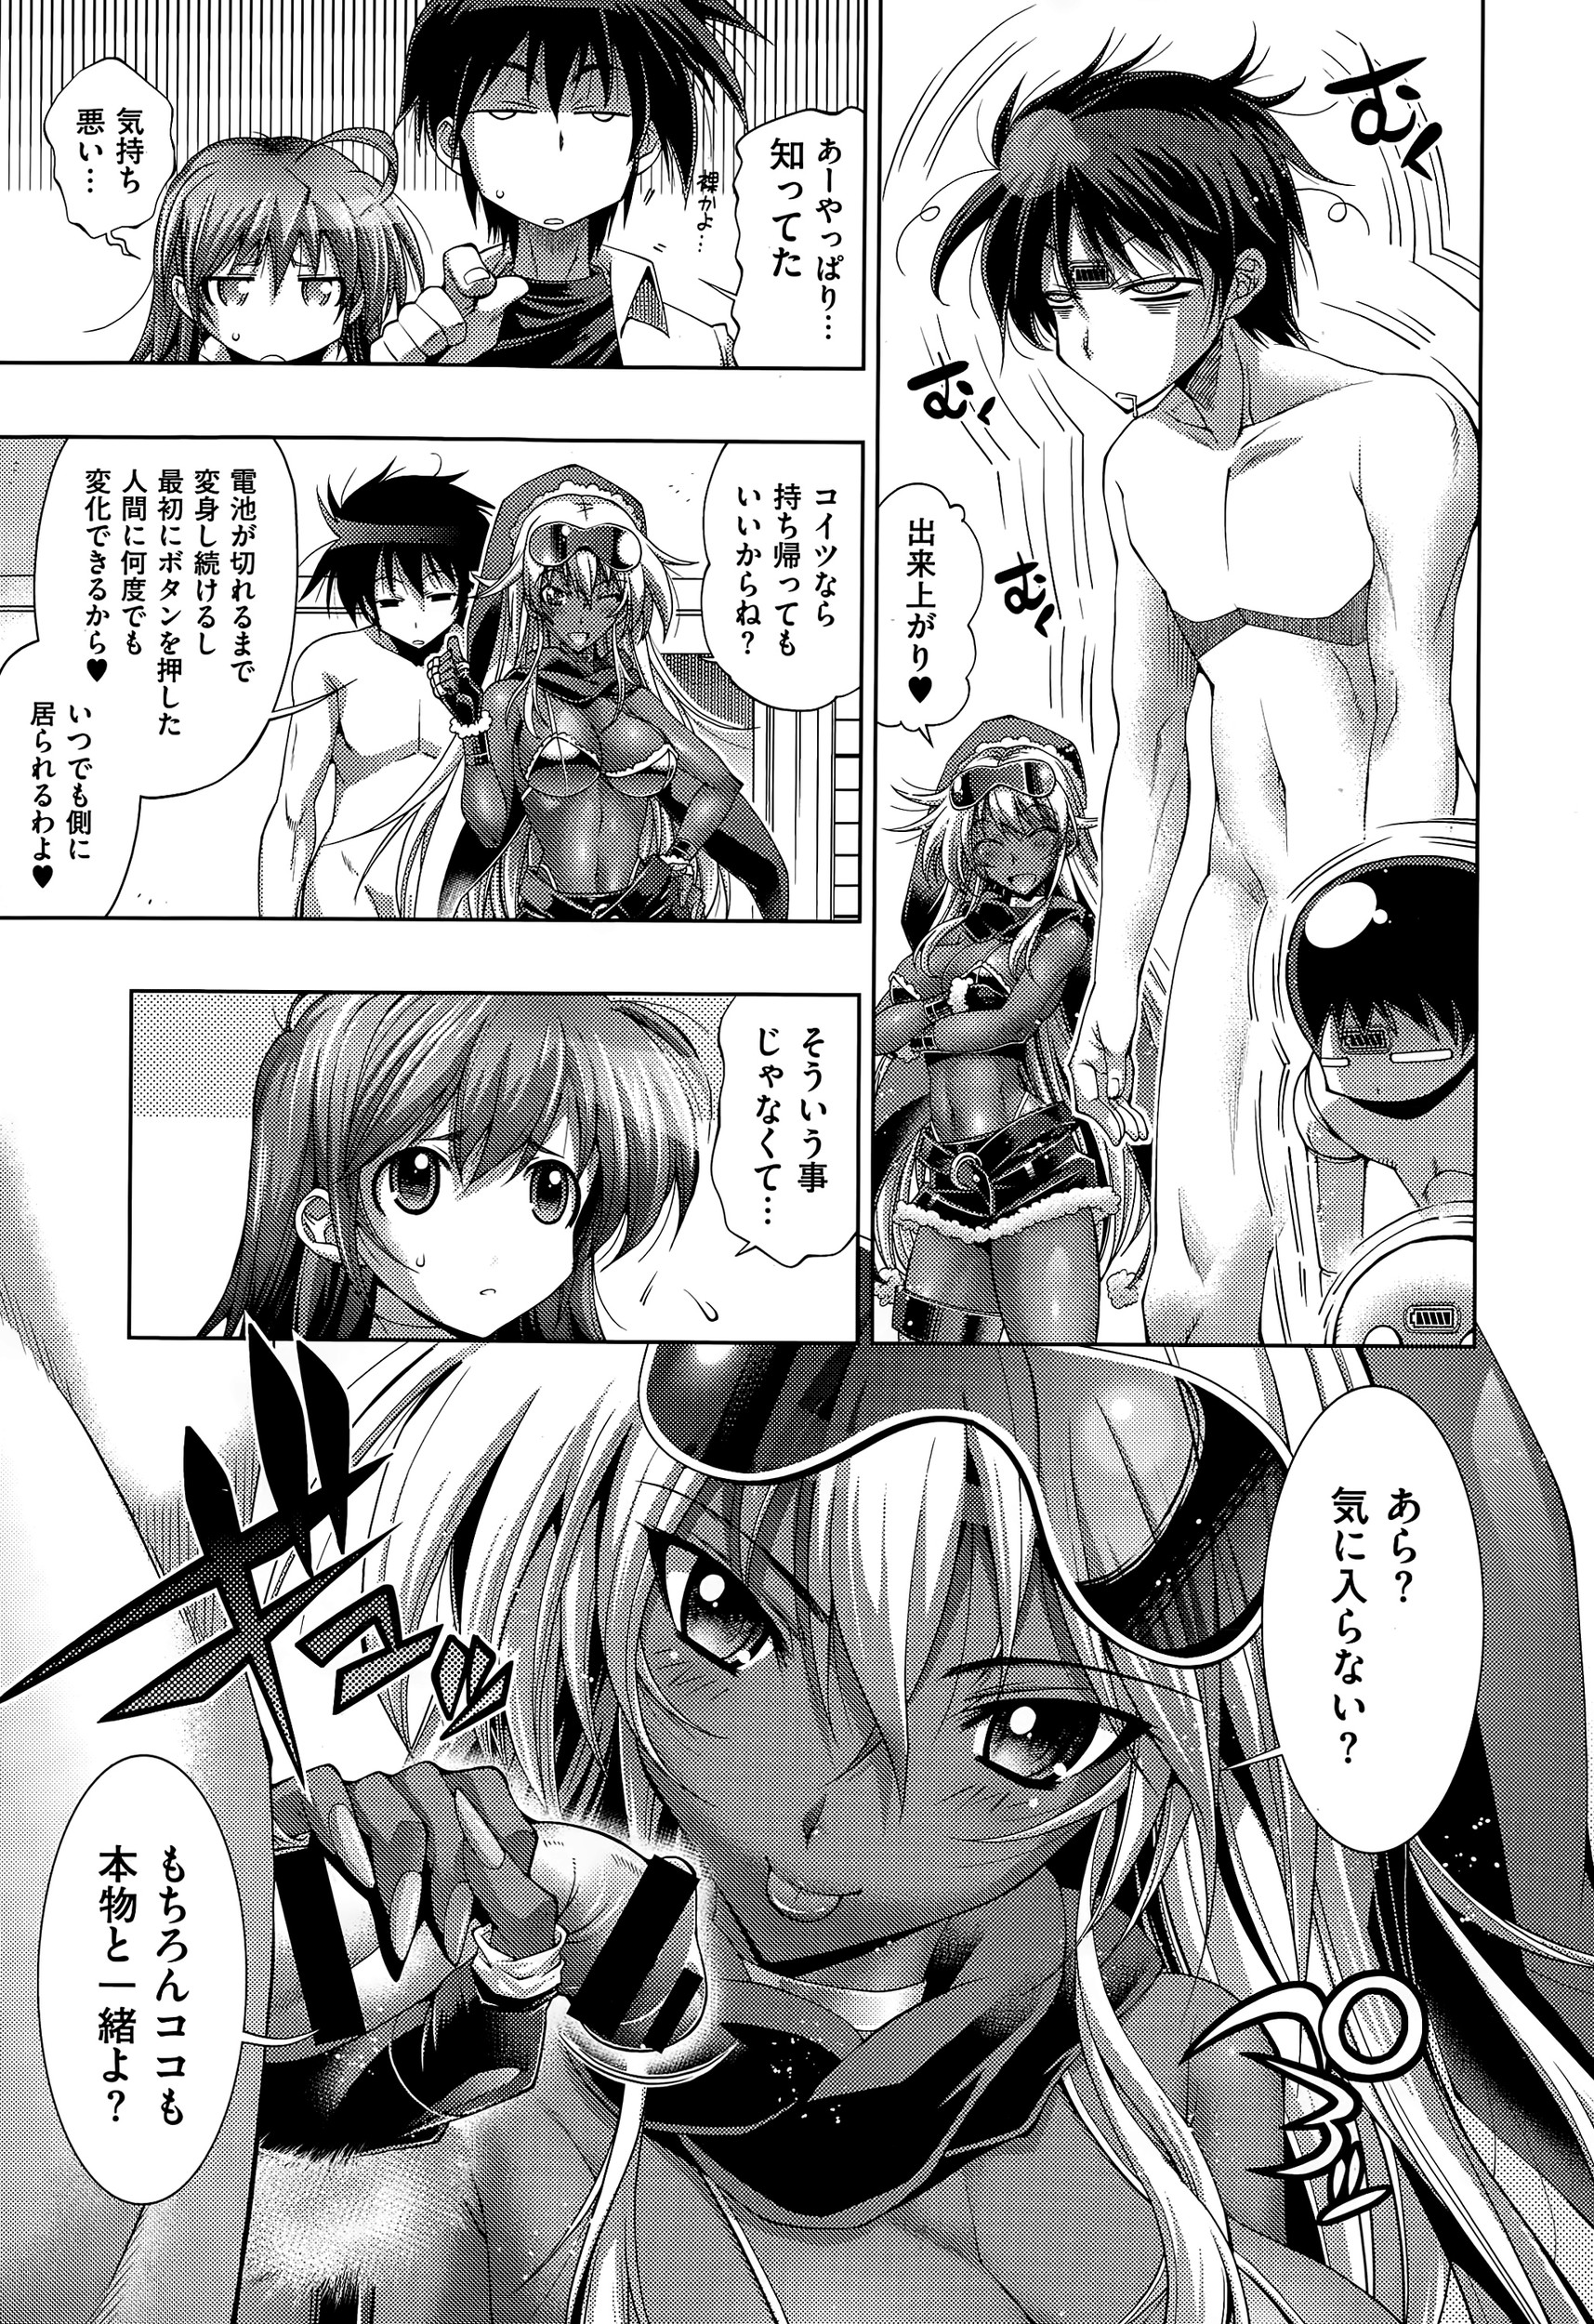 むく
むく
むく
出来上がり♥
あーやっぱり…
知ってた
裸かよ…
気持ち
悪い…
コイツなら
持ち帰っても
いいからね?
電池が切れるまで
変身し続けるし
最初にボタンを押した
人間に何度でも
変化できるから♥
いつでも側に
居られるわよ♥
そういう事
じゃなくて…
あら?
気に入らない?
ギュッ
もちろんココも
本物と一緒よ?